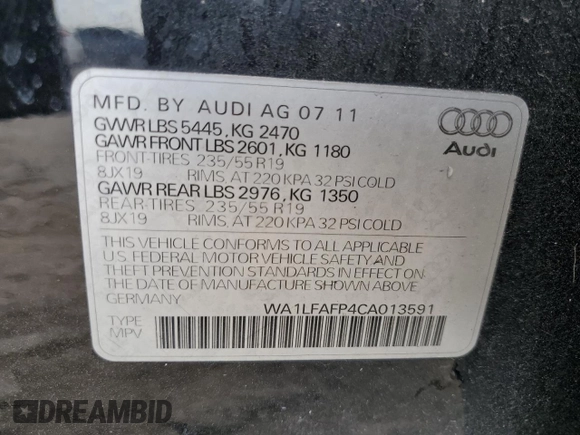 MFD. BY AUDI AG 07 11
GVWR LBS 5445, KG 2470
GAWR FRONT LBS 2601, KG 1180
FRONT-TIRES 235/55 R19
8JX19 RIMS, AT 220 KPA 32 PSI COLD
GAWR REAR LBS 2976, KG 1350
REAR-TIRES 235/55 R19
8JX19 RIMS, AT 220 KPA 32 PSI COLD
THIS VEHICLE CONFORMS TO ALL APPLICABLE
U.S. FEDERAL MOTOR VEHICLE SAFETY AND
THEFT PREVENTION STANDARDS IN EFFECT ON
THE DATE OF MANUFACTURE SHOWN ABOVE
GERMANY
WA1LFAFP4CA013591
TYPE
MPV
Audi
DREAMBID